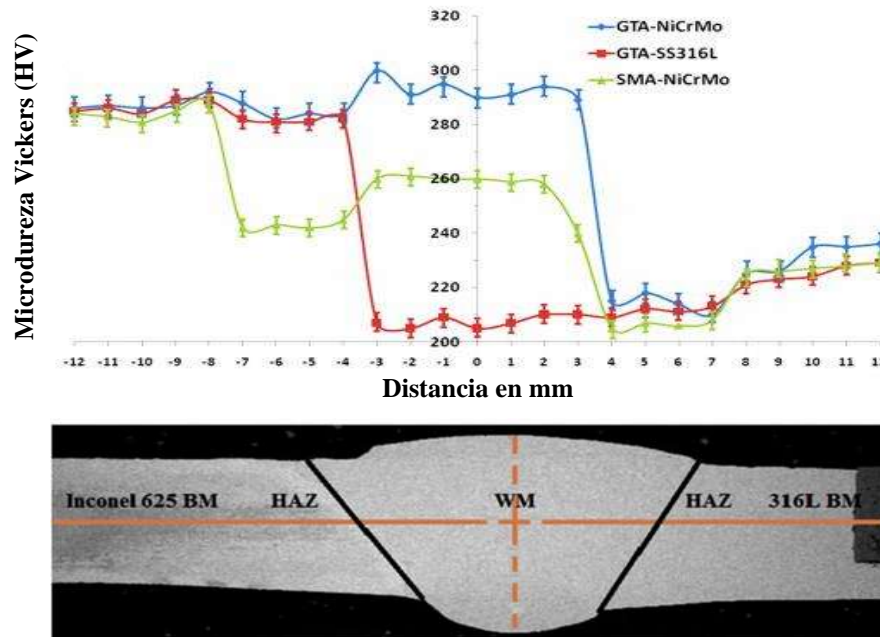 Microdureza Vickers (HV)
320
300
280
260
240
220
200
GTA-NiCrMo
GTA-SS316L
SMA-NiCrMo
-12 -11 -10 -9 -8 -7 -6 -5 -4 -3 -2 -1 0 1 2 3 4 5 6 7 8 9 10 11
Distancia en mm
Inconel 625 BM HAZ WM HAZ 316L BM